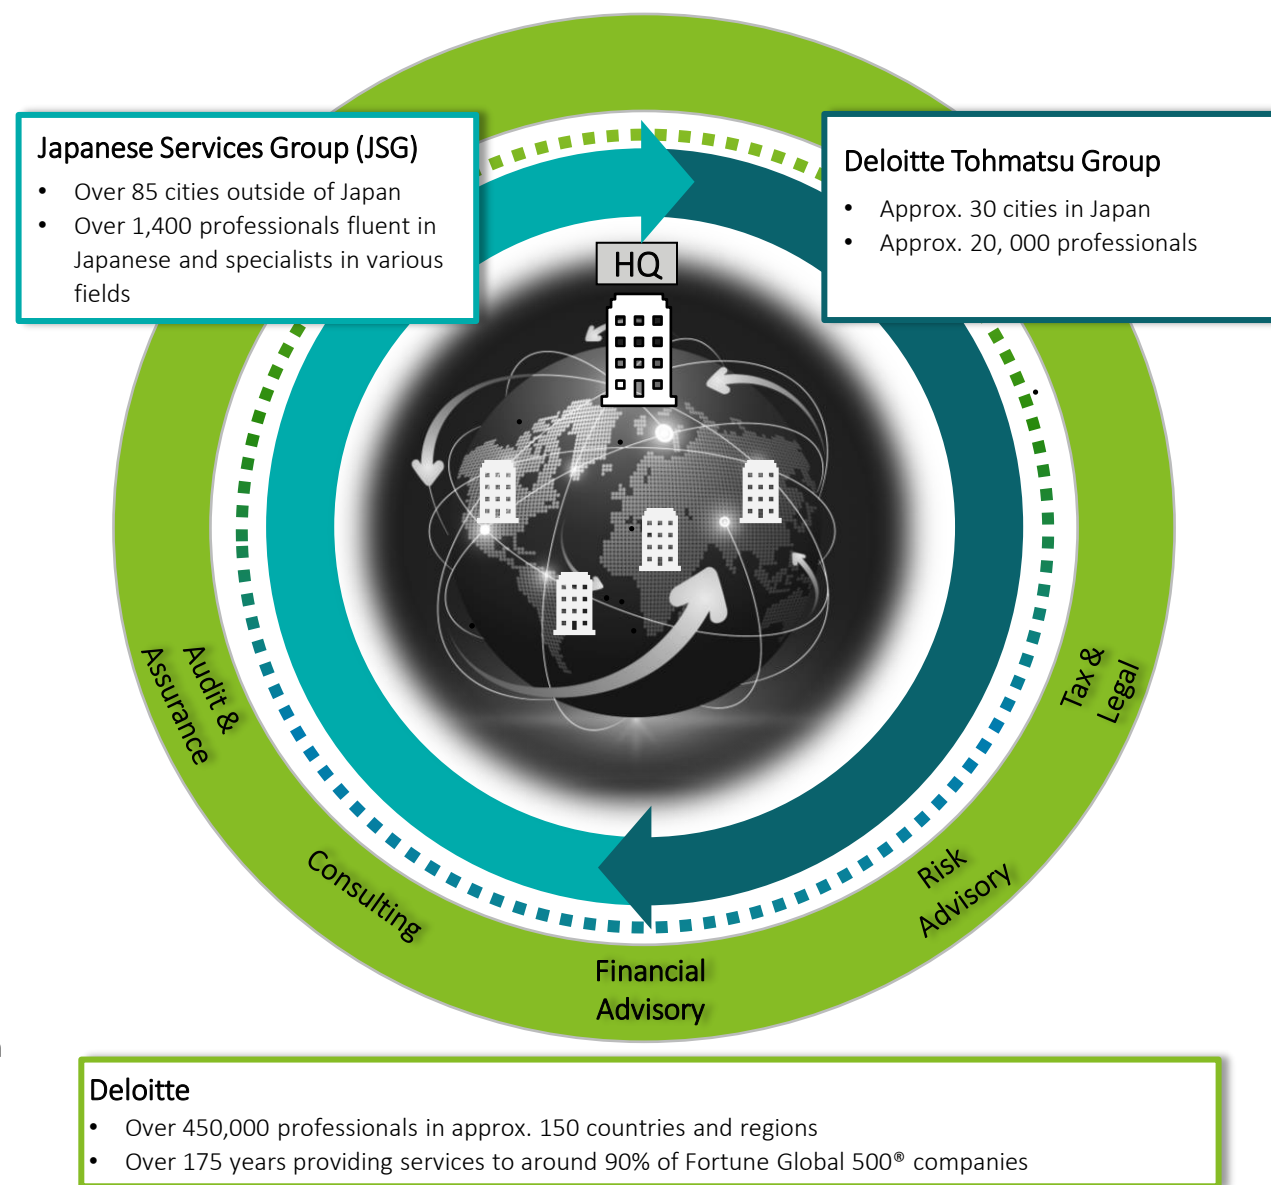 Japanese Services Group (JSG)
• Over 85 cities outside of Japan
• Over 1,400 professionals fluent in
Japanese and specialists in various
fields
Deloitte Tohmatsu Group
• Approx. 30 cities in Japan
• Approx. 20, 000 professionals
HQ
Audit &
Assurance
Consulting
Financial
Advisory
Risk
Advisory
Tax &
Legal
Deloitte
• Over 450,000 professionals in approx. 150 countries and regions
• Over 175 years providing services to around 90% of Fortune Global 500® companies